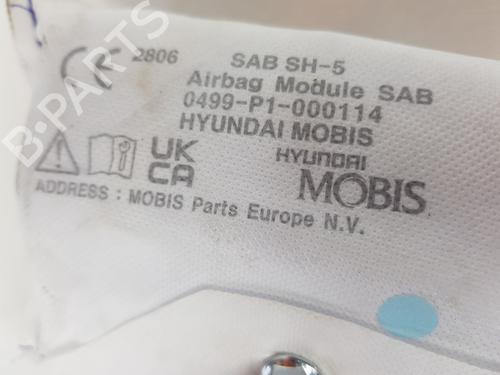 CE 2806
SAB SH-5
Airbag Module SAB
0499-P1-000114
HYUNDAI MOBIS
UK
CA
HYUNDAI
MOBIS
ADDRESS : MOBIS Parts Europe N.V.
B-PARTS